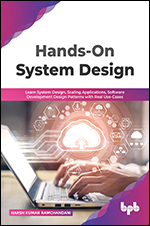 Hands-On
System Design
Learn System Design, Scaling Applications, Software
Development Design Patterns with Real Use-Cases
HARSH KUMAR RAMCHANDANI
bpb